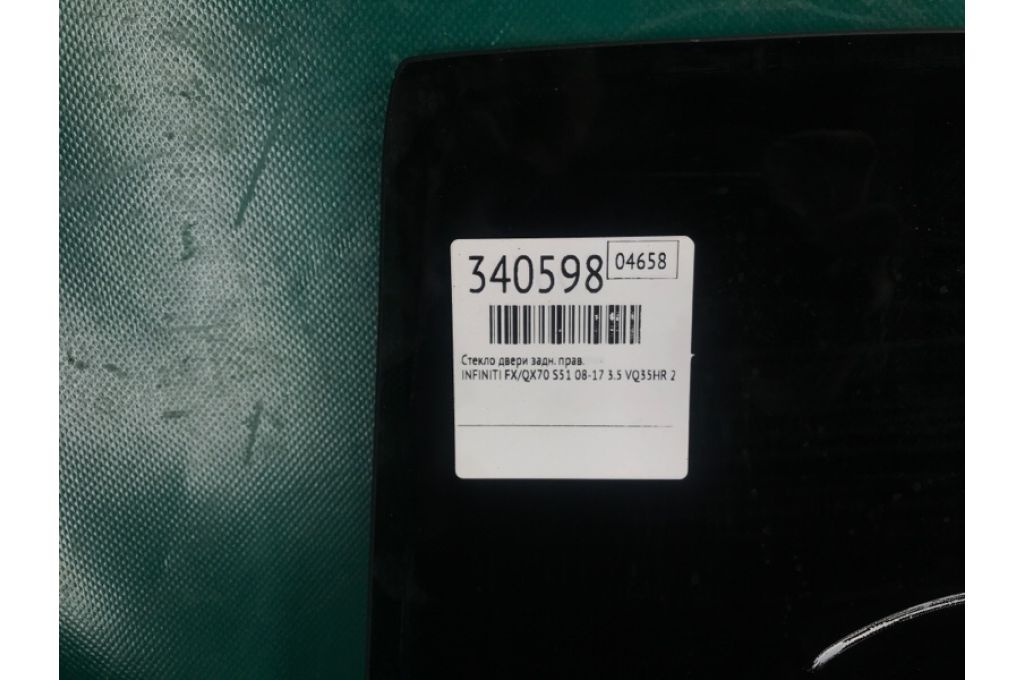 340598
04658
Стекло двери задн. прав.
INFINITI FX/QX70 S51 08-17 3.5 VQ35HR 2